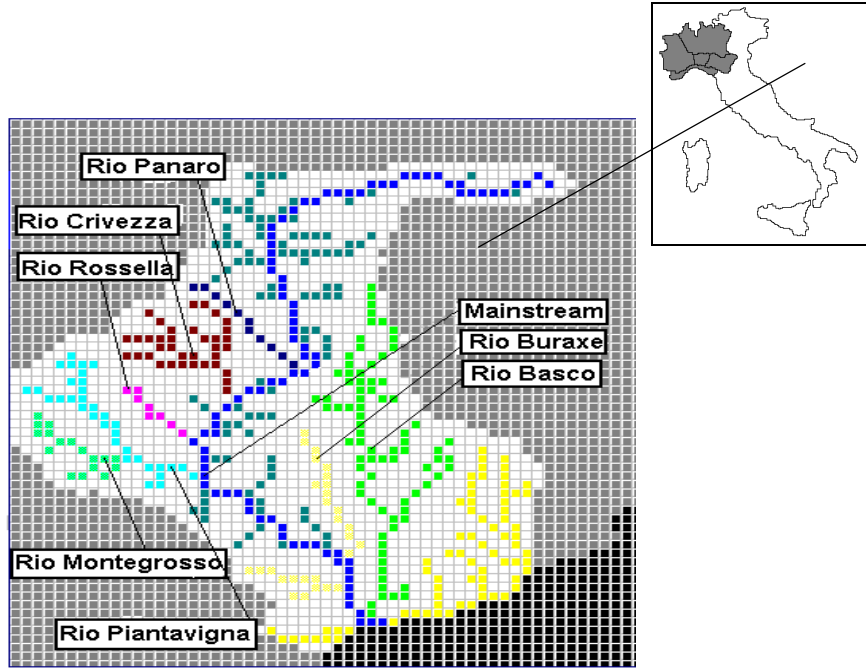 Rio Panaro
Rio Crivezza
Rio Rossella
Mainstream
Rio Buraxe
Rio Basco
Rio Montegrosso
Rio Piantavigna